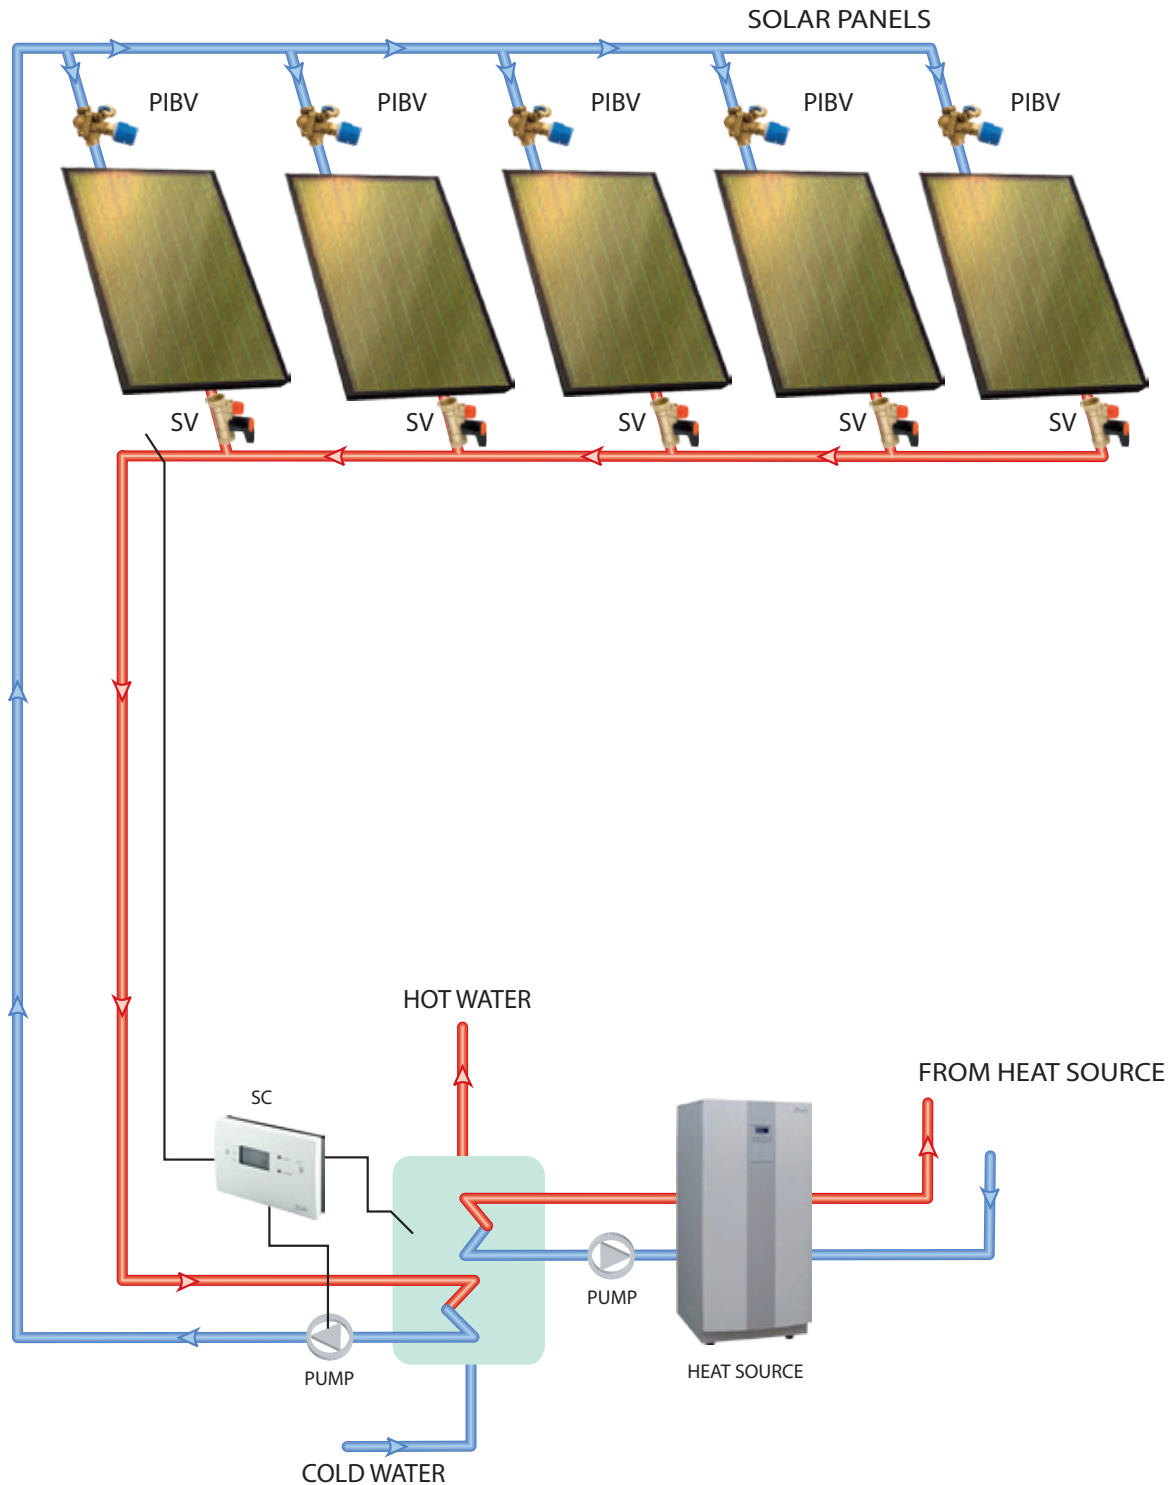 SOLAR PANELS
PIBV
PIBV
PIBV
PIBV
PIBV
SV
SV
SV
SV
SV
HOT WATER
FROM HEAT SOURCE
SC
PUMP
PUMP
HEAT SOURCE
COLD WATER